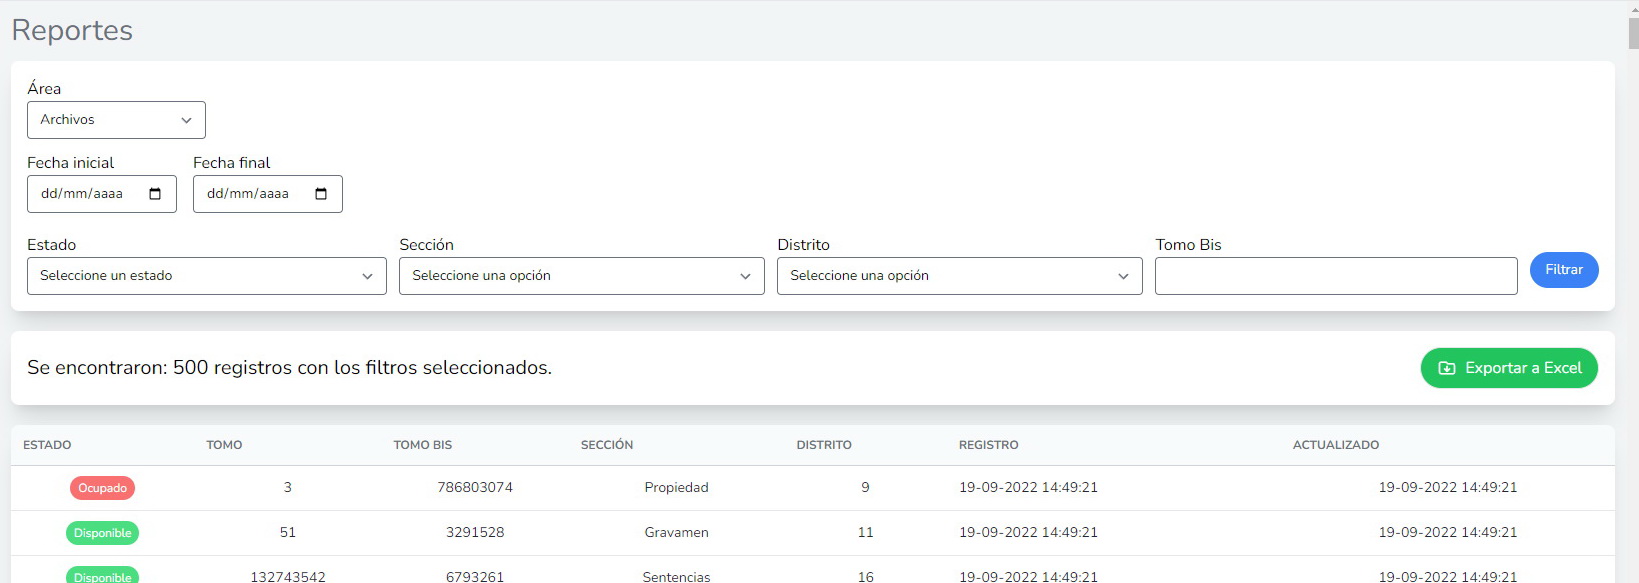 Reportes
Área
Archivos
Fecha inicial Fecha final
dd/mm/aaaa dd/mm/aaaa
Estado Sección Distrito Tomo Bis
Seleccione un estado Seleccione una opción Seleccione una opción Filtrar
Se encontraron: 500 registros con los filtros seleccionados. Exportar a Excel
ESTADO TOMO TOMO BIS SECCIÓN DISTRITO REGISTRO ACTUALIZADO
Ocupado 3 786803074 Propiedad 9 19-09-2022 14:49:21 19-09-2022 14:49:21
Disponible 51 3291528 Gravamen 11 19-09-2022 14:49:21 19-09-2022 14:49:21
Disponible 132743542 6793261 Sentencias 16 19-09-2022 14:49:21 19-09-2022 14:49:21